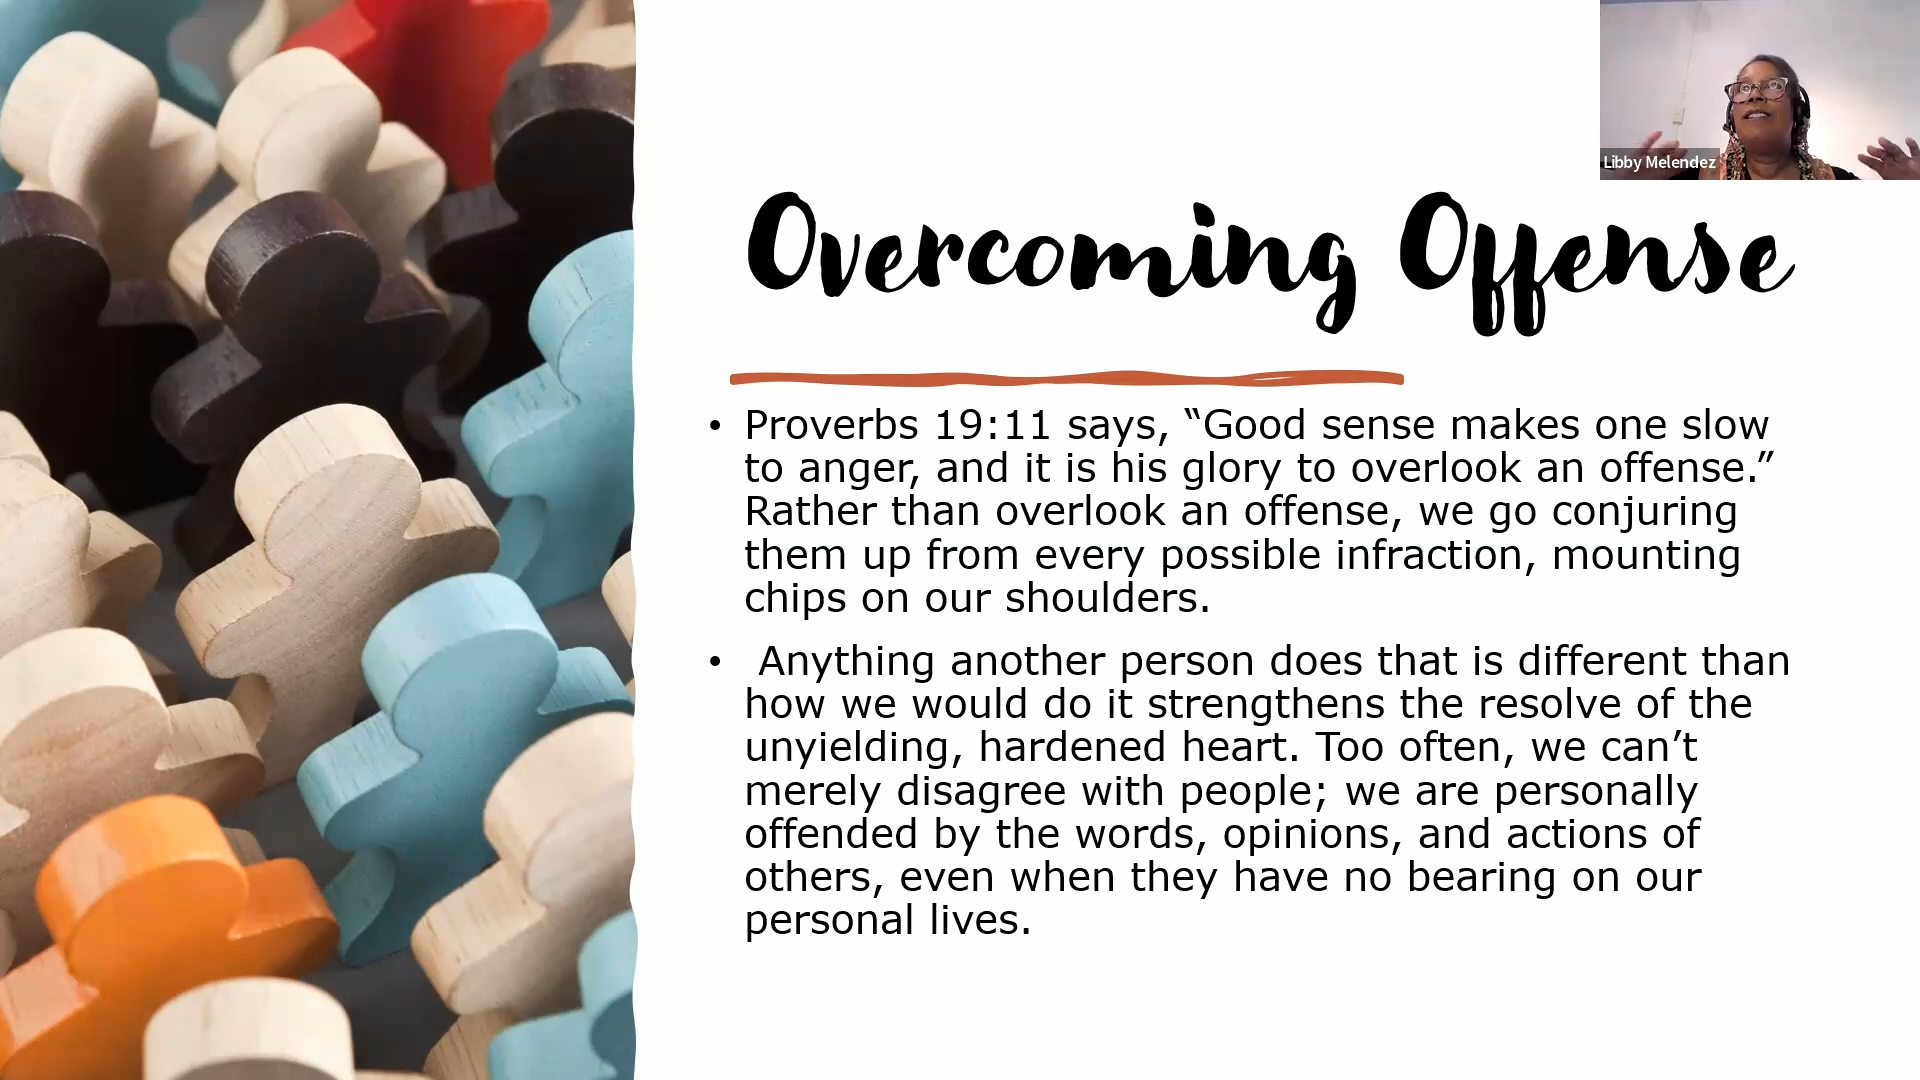 Libby Melendez
Overcoming Offense
• Proverbs 19:11 says, “Good sense makes one slow
to anger, and it is his glory to overlook an offense.”
Rather than overlook an offense, we go conjuring
them up from every possible infraction, mounting
chips on our shoulders.
• Anything another person does that is different than
how we would do it strengthens the resolve of the
unyielding, hardened heart. Too often, we can’t
merely disagree with people; we are personally
offended by the words, opinions, and actions of
others, even when they have no bearing on our
personal lives.